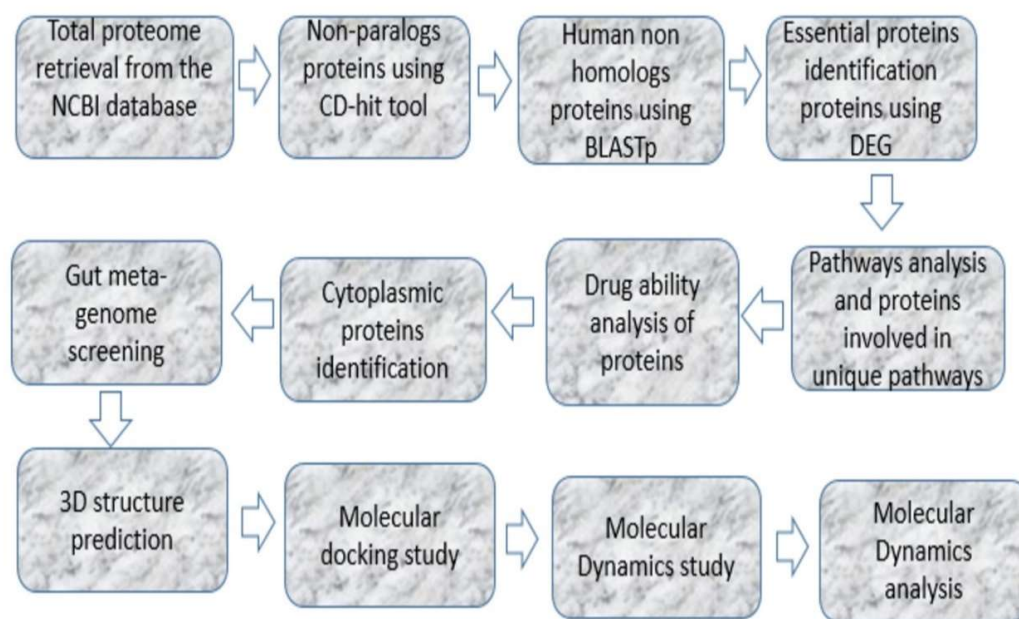 Total proteome
retrieval from the
NCBI database
Non-paralogs
proteins using
CD-hit tool
Human non
homologs
proteins using
BLASTp
Essential proteins
identification
proteins using
DEG
Pathways analysis
and proteins
involved in
unique pathways
Drug ability
analysis of
proteins
Cytoplasmic
proteins
identification
Gut meta-
genome
screening
3D structure
prediction
Molecular
docking study
Molecular
Dynamics study
Molecular
Dynamics
analysis